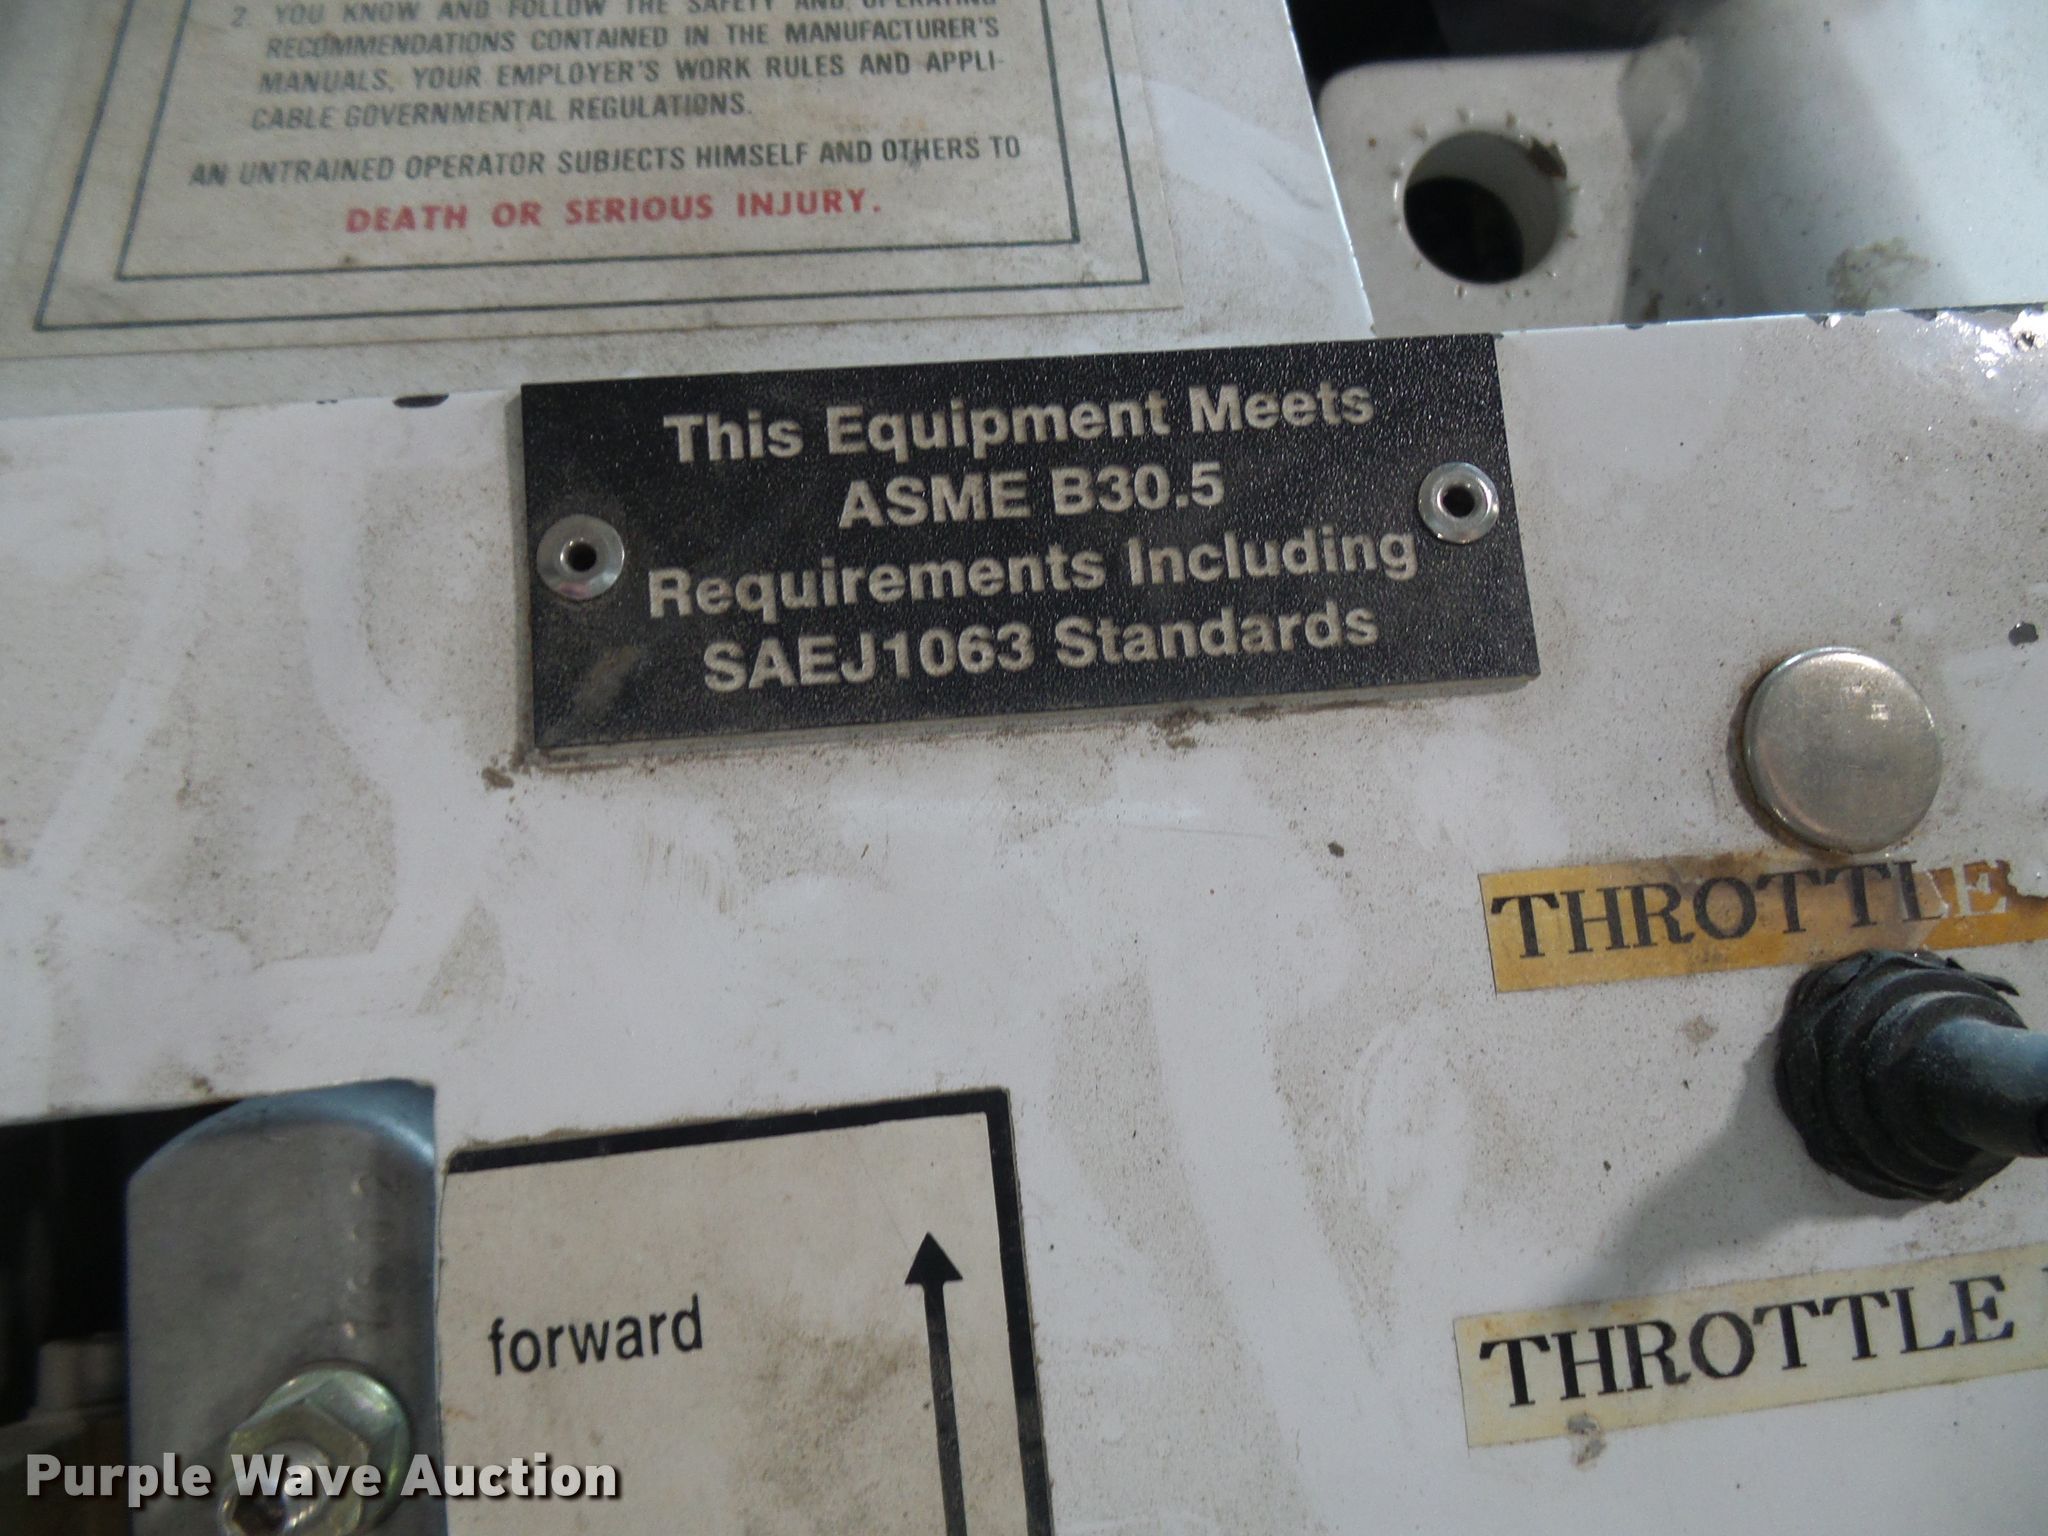 2. YOU KNOW AND FOLLOW THE SAFETY AND OPERATING
RECOMMENDATIONS CONTAINED IN THE MANUFACTURER'S
MANUALS, YOUR EMPLOYER'S WORK RULES AND APPLI-
CABLE GOVERNMENTAL REGULATIONS.
AN UNTRAINED OPERATOR SUBJECTS HIMSELF AND OTHERS TO
DEATH OR SERIOUS INJURY.
This Equipment Meets
ASME B30.5
Requirements Including
SAEJ1063 Standards
THROTTLE
THROTTLE
forward
Purple Wave Auction